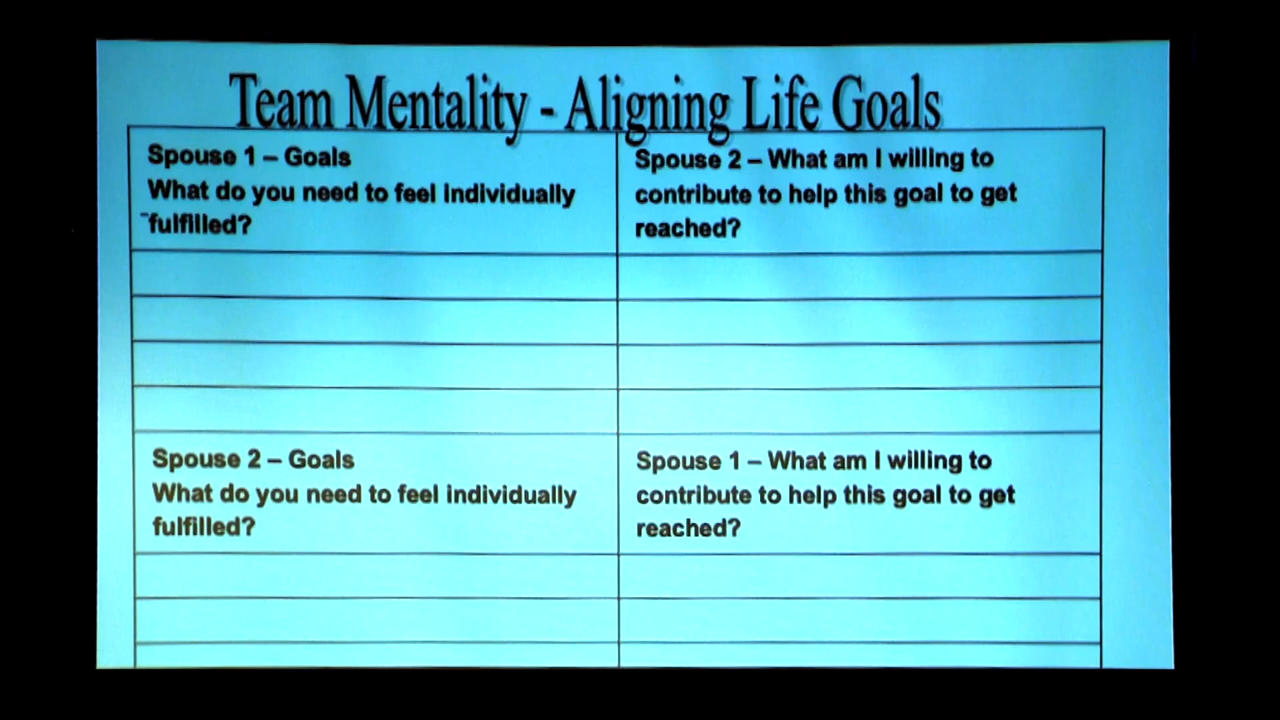 Team Mentality - Aligning Life Goals
Spouse 1 – Goals
What do you need to feel individually
fulfilled?
Spouse 2 – What am I willing to
contribute to help this goal to get
reached?
Spouse 2 – Goals
What do you need to feel individually
fulfilled?
Spouse 1 – What am I willing to
contribute to help this goal to get
reached?